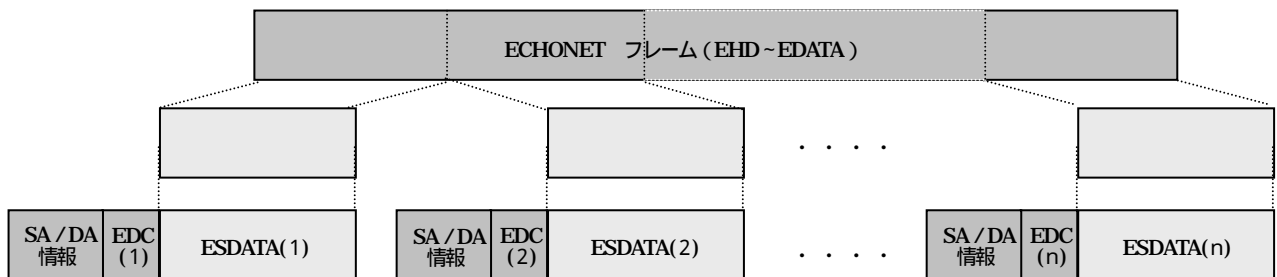 ECHONET フレーム(EHD~EDATA)
. . . .
SA/DA
情報
EDC
(1)
ESDATA(1)
SA/DA
情報
EDC
(2)
ESDATA(2)
. . . .
SA/DA
情報
EDC
(n)
ESDATA(n)